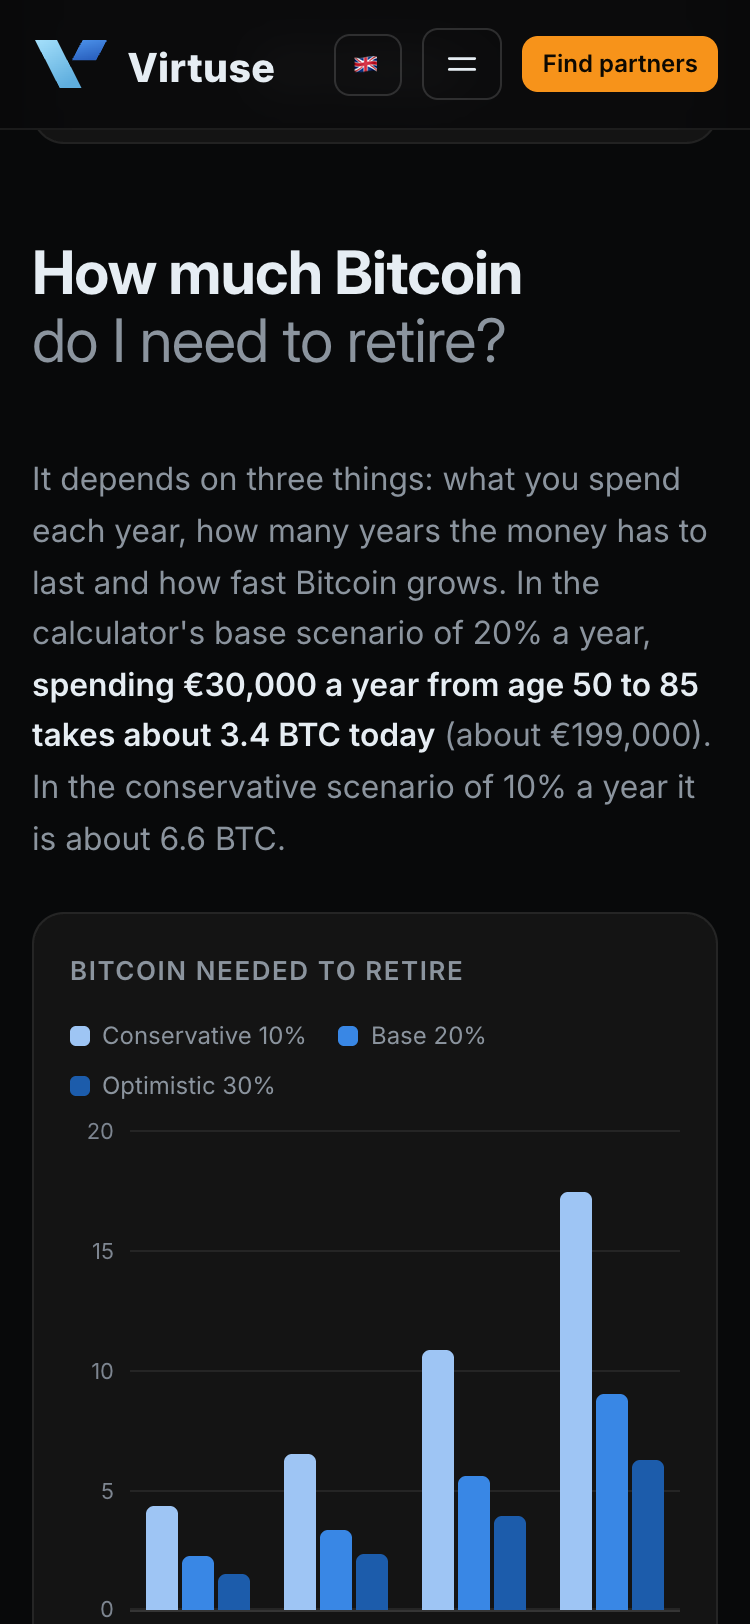 Virtuse
Find partners
How much Bitcoin
do I need to retire?
It depends on three things: what you spend
each year, how many years the money has to
last and how fast Bitcoin grows. In the
calculator's base scenario of 20% a year,
spending €30,000 a year from age 50 to 85
takes about 3.4 BTC today (about €199,000).
In the conservative scenario of 10% a year it
is about 6.6 BTC.
BITCOIN NEEDED TO RETIRE
Conservative 10% Base 20%
Optimistic 30%
20
15
10
5
0